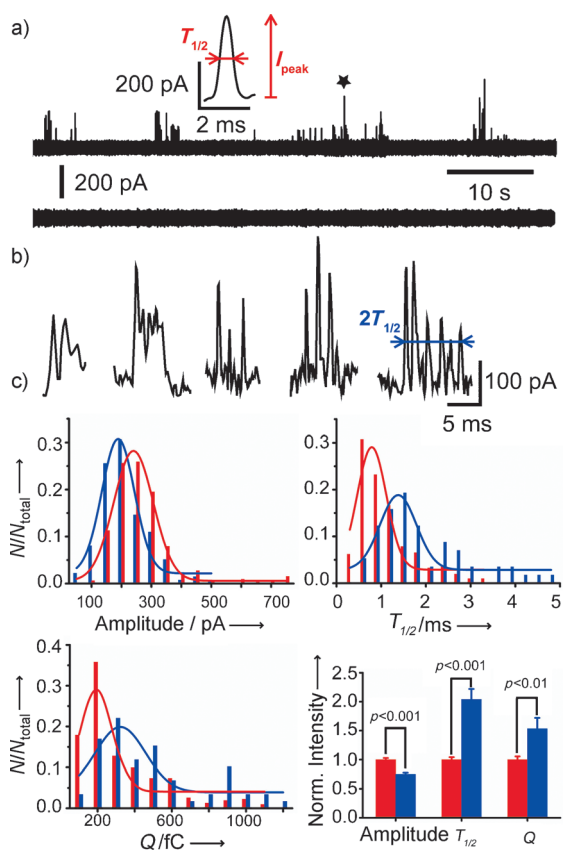 a)
T1/2
Ipeak
200 pA
2 ms
200 pA
10 s
b)
2T1/2
100 pA
5 ms
c)
N/Ntotal
0.3
0.2
0.1
0.0
100 300 500 700
Amplitude / pA
0.3
0.2
0.1
0.0
0 1 2 3 4 5
T1/2/ms
N/Ntotal
0.4
0.3
0.2
0.1
0.0
200 600 1000
Q/fC
Norm. Intensity
2.5
2.0
1.5
1.0
0.5
0.0
p<0.001
p<0.001
p<0.01
Amplitude T1/2 Q